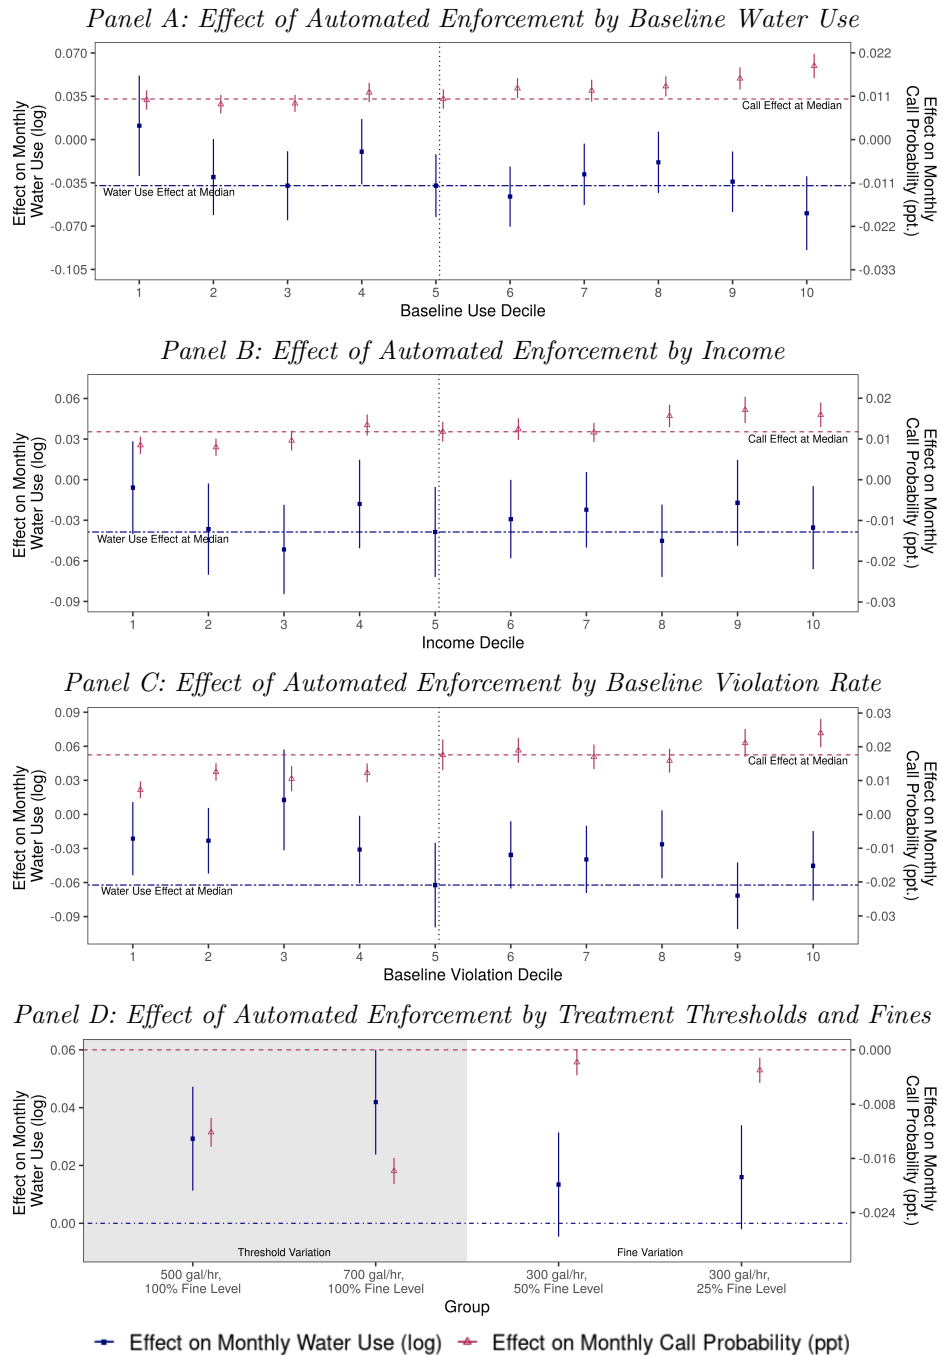 Panel A: Effect of Automated Enforcement by Baseline Water Use
Effect on Monthly
Water Use (log)
0.070
0.035
0.000
-0.035
-0.070
-0.105
Call Effect at Median
Water Use Effect at Median
0.022
0.011
0.000
-0.011
-0.022
-0.033
Effect on Monthly
Call Probability (ppt.)
1 2 3 4 5 6 7 8 9 10
Baseline Use Decile
Panel B: Effect of Automated Enforcement by Income
Effect on Monthly
Water Use (log)
0.06
0.03
0.00
-0.03
-0.06
-0.09
Call Effect at Median
Water Use Effect at Median
0.02
0.01
0.00
-0.01
-0.02
-0.03
Effect on Monthly
Call Probability (ppt.)
1 2 3 4 5 6 7 8 9 10
Income Decile
Panel C: Effect of Automated Enforcement by Baseline Violation Rate
Effect on Monthly
Water Use (log)
0.09
0.06
0.03
0.00
-0.03
-0.06
-0.09
Call Effect at Median
Water Use Effect at Median
0.03
0.02
0.01
0.00
-0.01
-0.02
-0.03
Effect on Monthly
Call Probability (ppt.)
1 2 3 4 5 6 7 8 9 10
Baseline Violation Decile
Panel D: Effect of Automated Enforcement by Treatment Thresholds and Fines
Effect on Monthly
Water Use (log)
0.06
0.04
0.02
0.00
Threshold Variation
Fine Variation
0.000
-0.008
-0.016
-0.024
Effect on Monthly
Call Probability (ppt.)
500 gal/hr,
100% Fine Level
700 gal/hr,
100% Fine Level
300 gal/hr,
50% Fine Level
300 gal/hr,
25% Fine Level
Group
Effect on Monthly Water Use (log)
Effect on Monthly Call Probability (ppt)